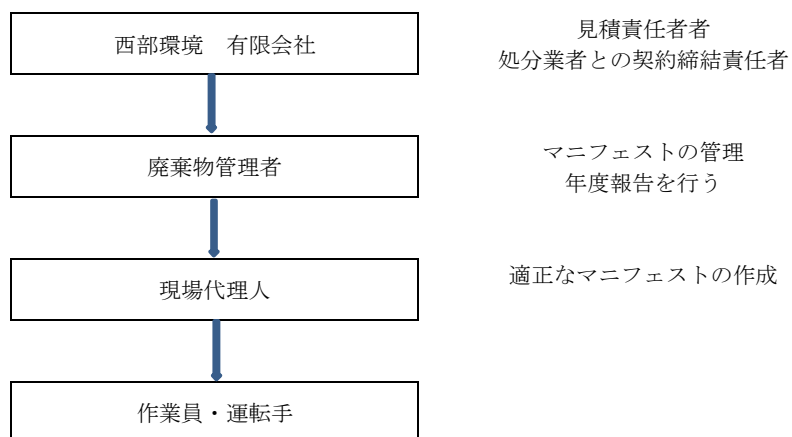 西部環境　有限会社
見積責任者者
処分業者との契約締結責任者
廃棄物管理者
マニフェストの管理
年度報告を行う
現場代理人
適正なマニフェストの作成
作業員・運転手